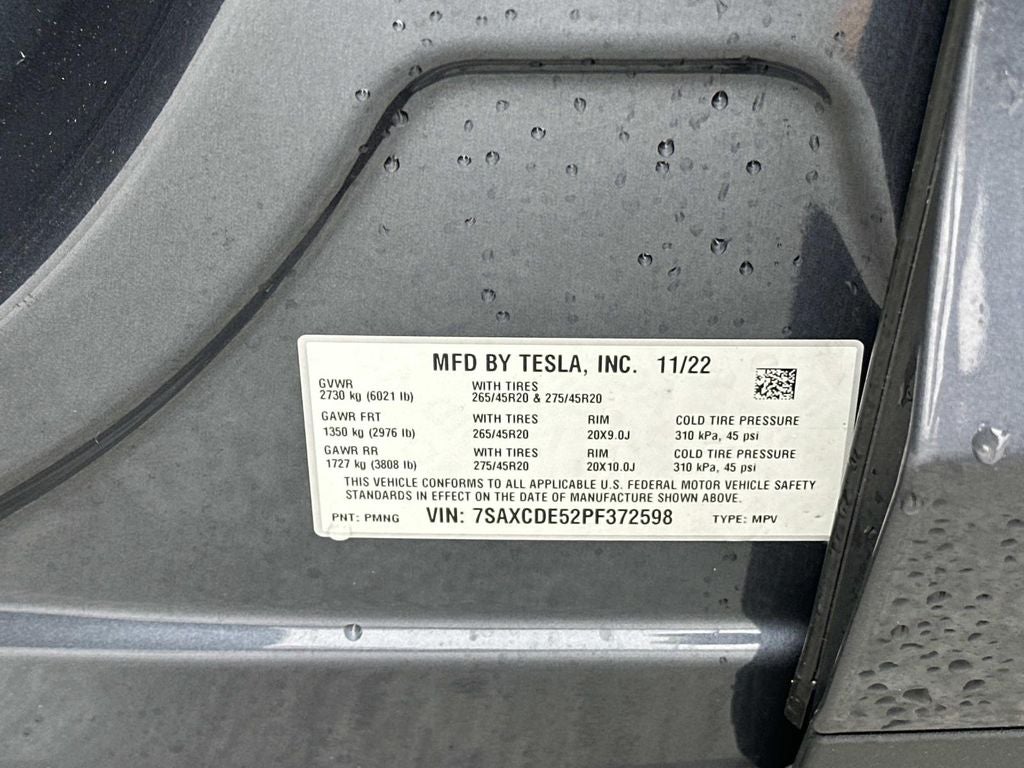 MFD BY TESLA, INC. 11/22
GVWR WITH TIRES
2730 kg (6021 lb) 265/45R20 & 275/45R20
GAWR FRT WITH TIRES RIM COLD TIRE PRESSURE
1350 kg (2976 lb) 265/45R20 20X9.0J 310 kPa, 45 psi
GAWR RR WITH TIRES RIM COLD TIRE PRESSURE
1727 kg (3808 lb) 275/45R20 20X10.0J 310 kPa, 45 psi
THIS VEHICLE CONFORMS TO ALL APPLICABLE U.S. FEDERAL MOTOR VEHICLE SAFETY
STANDARDS IN EFFECT ON THE DATE OF MANUFACTURE SHOWN ABOVE.
PNT: PMNG VIN: 7SAXCDE52PF372598 TYPE: MPV